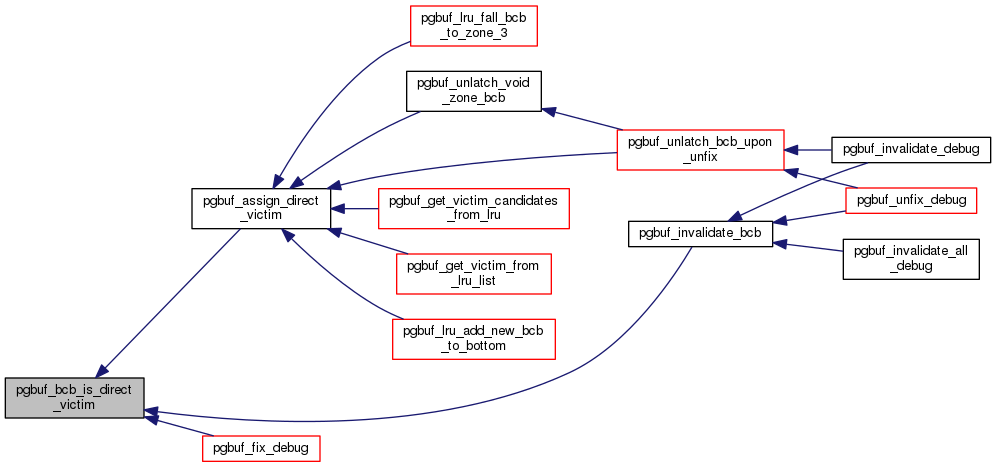 pgbuf_lru_fall_bcb
_to_zone_3
pgbuf_unlatch_void
_zone_bcb
pgbuf_unlatch_bcb_upon
_unfix
pgbuf_invalidate_debug
pgbuf_assign_direct
_victim
pgbuf_get_victim_candidates
_from_lru
pgbuf_unfix_debug
pgbuf_invalidate_bcb
pgbuf_get_victim_from
_lru_list
pgbuf_invalidate_all
_debug
pgbuf_lru_add_new_bcb
_to_bottom
pgbuf_bcb_is_direct
_victim
pgbuf_fix_debug